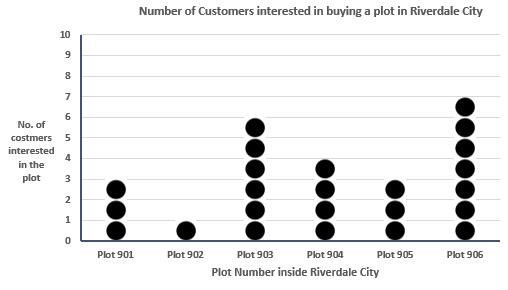 Number of Customers interested in buying a plot in Riverdale City
10
9
8
7
6
5
4
3
2
1
0
No. of
costmers
interested
in the
plot
Plot 901 Plot 902 Plot 903 Plot 904 Plot 905 Plot 906
Plot Number inside Riverdale City